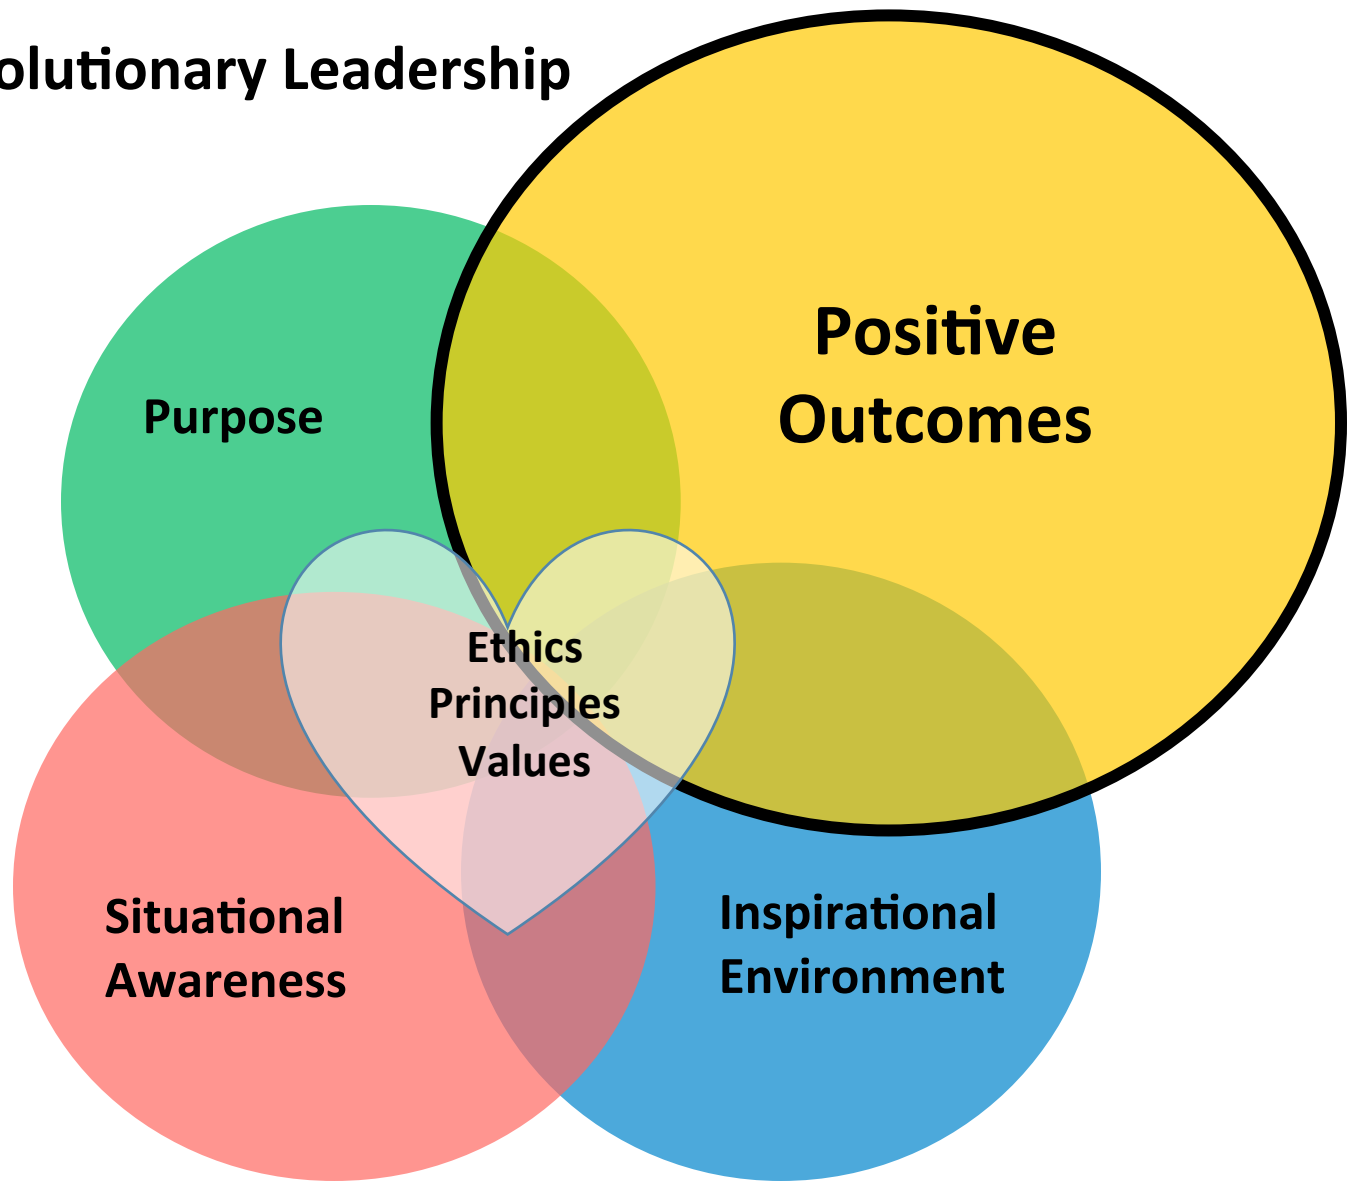 olutionary Leadership
Positive
Outcomes
Purpose
Ethics
Principles
Values
Situational
Awareness
Inspirational
Environment